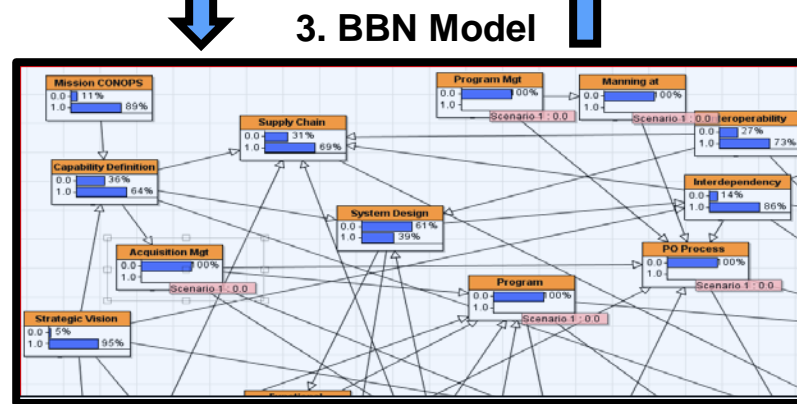 3. BBN Model
Mission CONOPS
0.0 11%
1.0 89%
Program Mgt
0.0 100%
1.0
Scenario 1 : 0.0
Manning at
0.0 100%
1.0
Scenario 1 : 0.0
eroperability
0.0 27%
1.0 73%
Supply Chain
0.0 31%
1.0 69%
Capability Definition
0.0 36%
1.0 64%
Interdependency
0.0 14%
1.0 86%
System Design
0.0 61%
1.0 39%
Acquisition Mgt
0.0 100%
1.0
Scenario 1 : 0.0
PO Process
0.0 100%
1.0
Scenario 1 : 0.0
Program
0.0 100%
1.0
Scenario 1 : 0.0
Strategic Vision
0.0 5%
1.0 95%